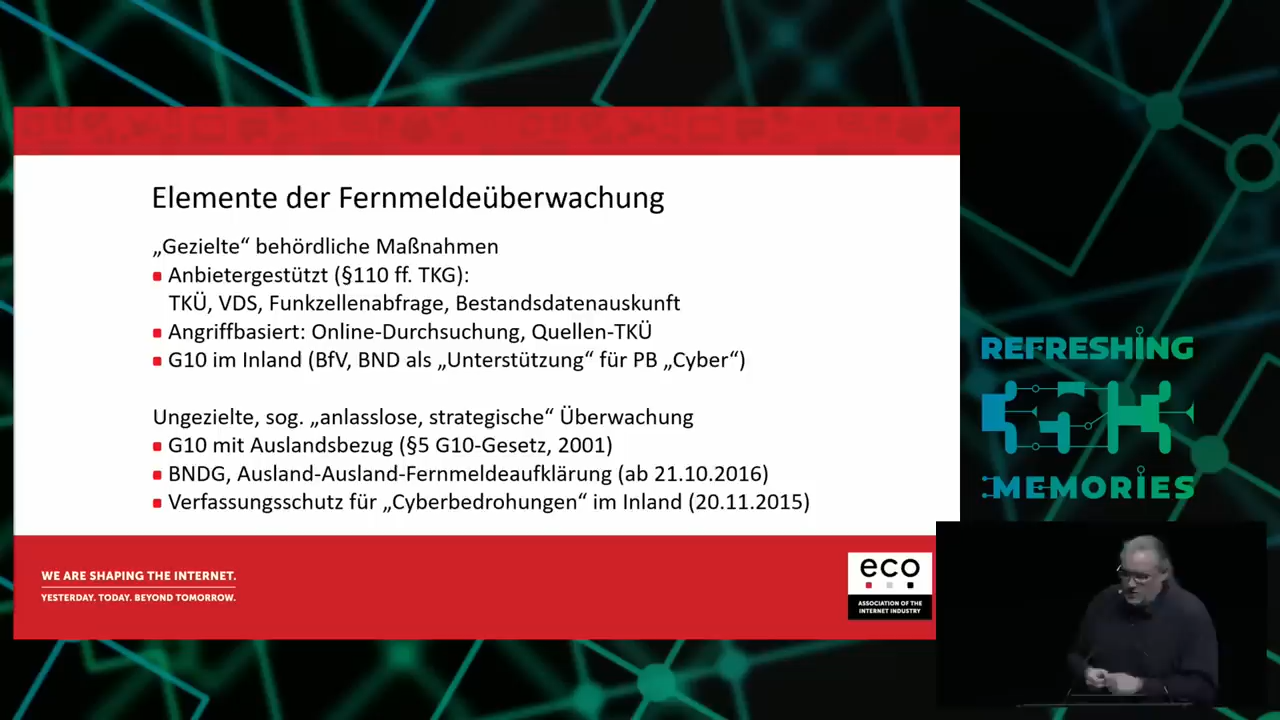 Elemente der Fernmeldeüberwachung
„Gezielte“ behördliche Maßnahmen
Anbietergestützt (§110 ff. TKG):
TKÜ, VDS, Funkzellenabfrage, Bestandsdatenauskunft
Angriffbasiert: Online-Durchsuchung, Quellen-TKÜ
G10 im Inland (BfV, BND als „Unterstützung“ für PB „Cyber“)
Ungezielte, sog. „anlasslose, strategische“ Überwachung
G10 mit Auslandsbezug (§5 G10-Gesetz, 2001)
BNDG, Ausland-Ausland-Fernmeldeaufklärung (ab 21.10.2016)
Verfassungsschutz für „Cyberbedrohungen“ im Inland (20.11.2015)
WE ARE SHAPING THE INTERNET.
YESTERDAY. TODAY. BEYOND TOMORROW.
eco
ASSOCIATION OF THE
INTERNET INDUSTRY
REFRESHING
MEMORIES